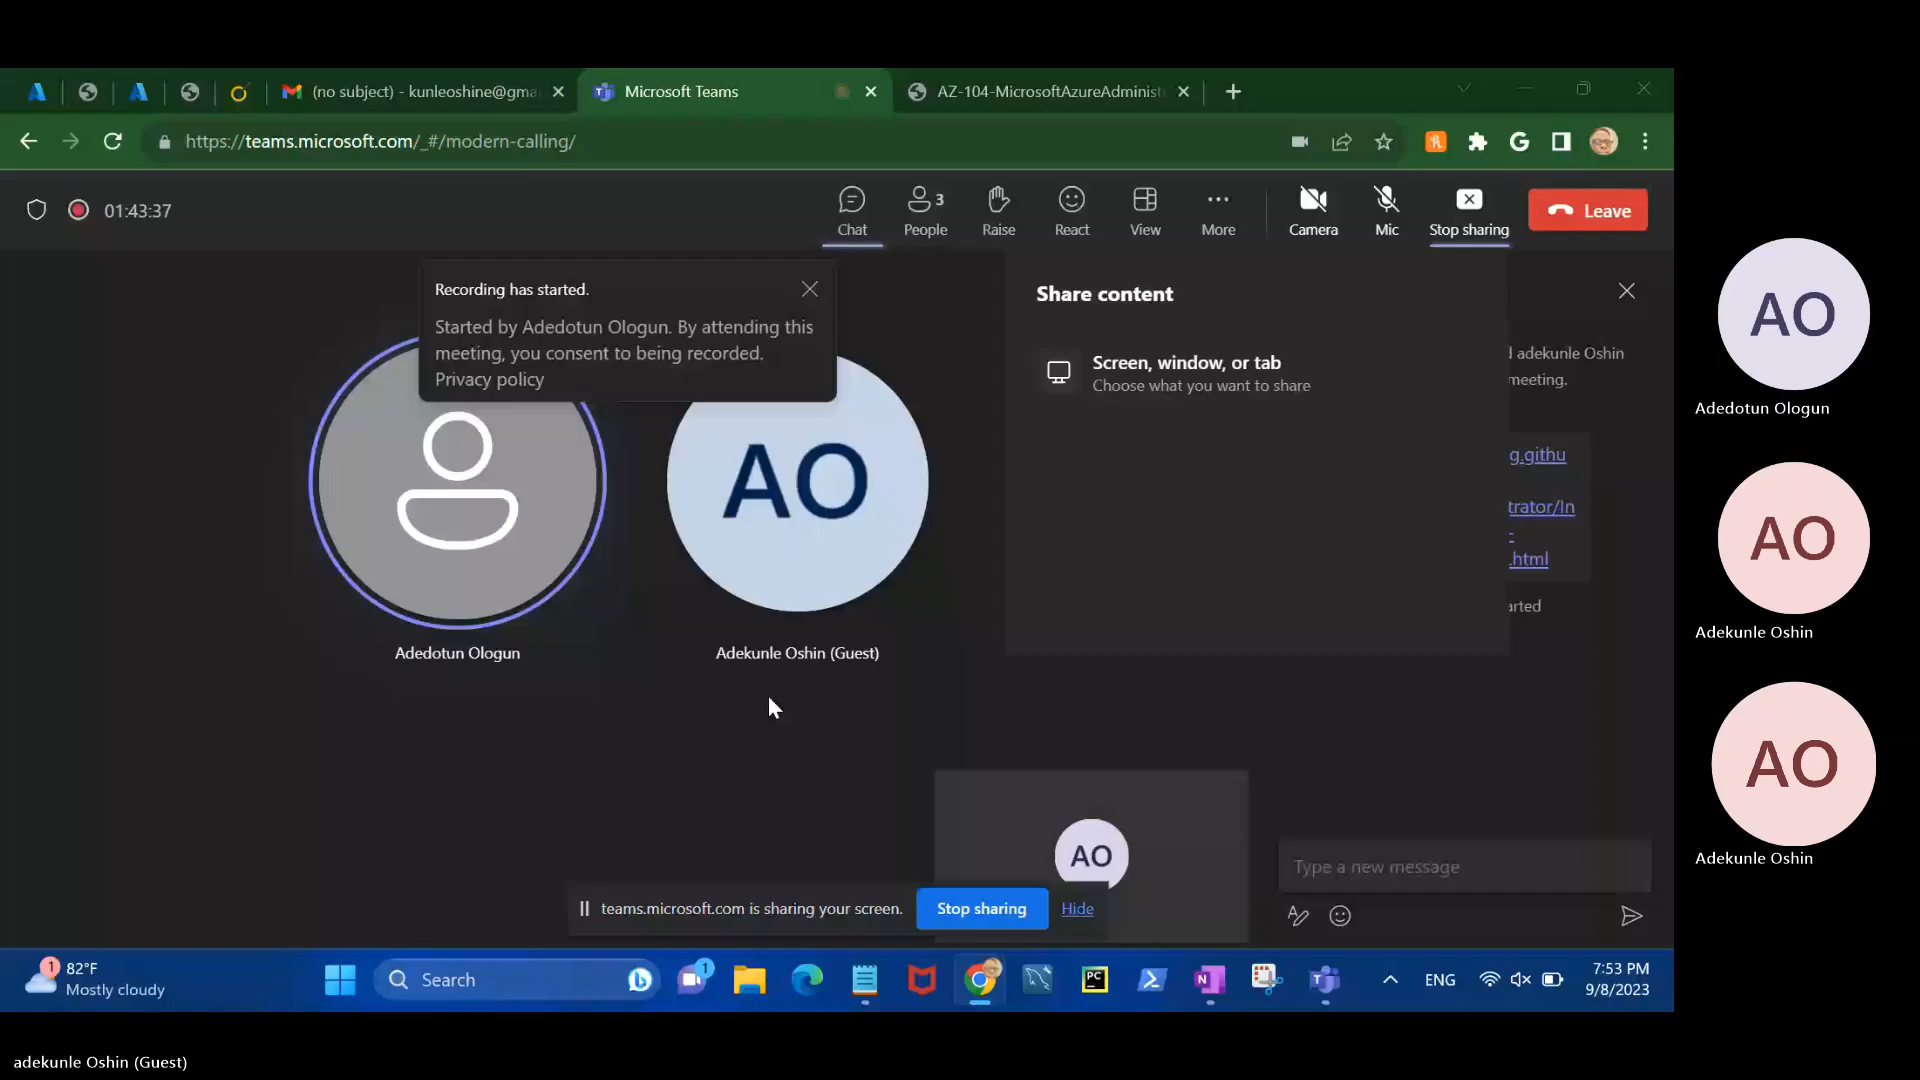 (no subject) - kunleoshine@gma
Microsoft Teams
AZ-104-MicrosoftAzureAdminist
https://teams.microsoft.com/_#/modern-calling/
01:43:37
Chat
People
3
Raise
React
View
More
Camera
Mic
Stop sharing
Leave
Recording has started.
Started by Adedotun Ologun. By attending this
meeting, you consent to being recorded.
Privacy policy
Share content
Screen, window, or tab
Choose what you want to share
adekunle Oshin
meeting.
g.githu
trator/In
-
.html
arted
AO
Adedotun Ologun
Adekunle Oshin (Guest)
AO
Adedotun Ologun
AO
Adekunle Oshin
AO
Adekunle Oshin
AO
teams.microsoft.com is sharing your screen.
Stop sharing
Hide
Type a new message
1
82°F
Mostly cloudy
Search
1
PC
N
ENG
7:53 PM
9/8/2023
adekunle Oshin (Guest)